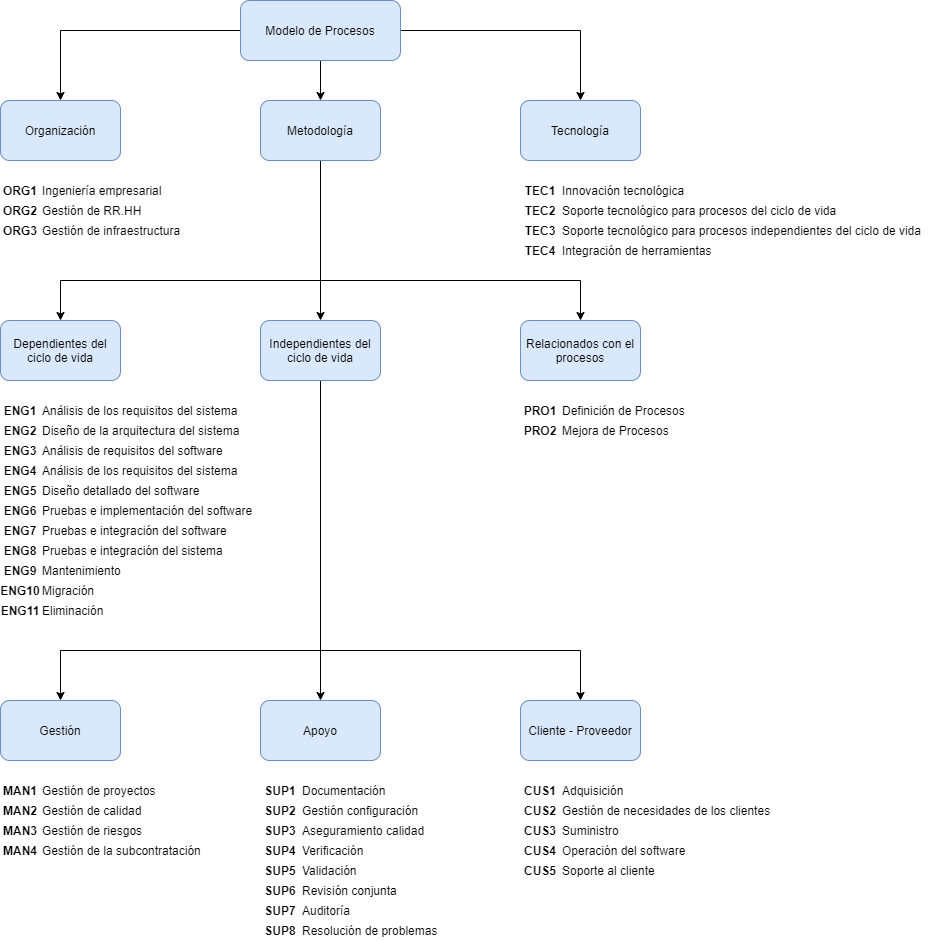 Modelo de Procesos
Organización
Metodología
Tecnología
ORG1 Ingeniería empresarial
ORG2 Gestión de RR.HH
ORG3 Gestión de infraestructura
TEC1 Innovación tecnológica
TEC2 Soporte tecnológico para procesos del ciclo de vida
TEC3 Soporte tecnológico para procesos independientes del ciclo de vida
TEC4 Integración de herramientas
Dependientes del
ciclo de vida
Independientes del
ciclo de vida
Relacionados con el
procesos
ENG1 Análisis de los requisitos del sistema
ENG2 Diseño de la arquitectura del sistema
ENG3 Análisis de requisitos del software
ENG4 Análisis de los requisitos del sistema
ENG5 Diseño detallado del software
ENG6 Pruebas e implementación del software
ENG7 Pruebas e integración del software
ENG8 Pruebas e integración del sistema
ENG9 Mantenimiento
ENG10 Migración
ENG11 Eliminación
PRO1 Definición de Procesos
PRO2 Mejora de Procesos
Gestión
Apoyo
Cliente - Proveedor
MAN1 Gestión de proyectos
MAN2 Gestión de calidad
MAN3 Gestión de riesgos
MAN4 Gestión de la subcontratación
SUP1 Documentación
SUP2 Gestión configuración
SUP3 Aseguramiento calidad
SUP4 Verificación
SUP5 Validación
SUP6 Revisión conjunta
SUP7 Auditoría
SUP8 Resolución de problemas
CUS1 Adquisición
CUS2 Gestión de necesidades de los clientes
CUS3 Suministro
CUS4 Operación del software
CUS5 Soporte al cliente